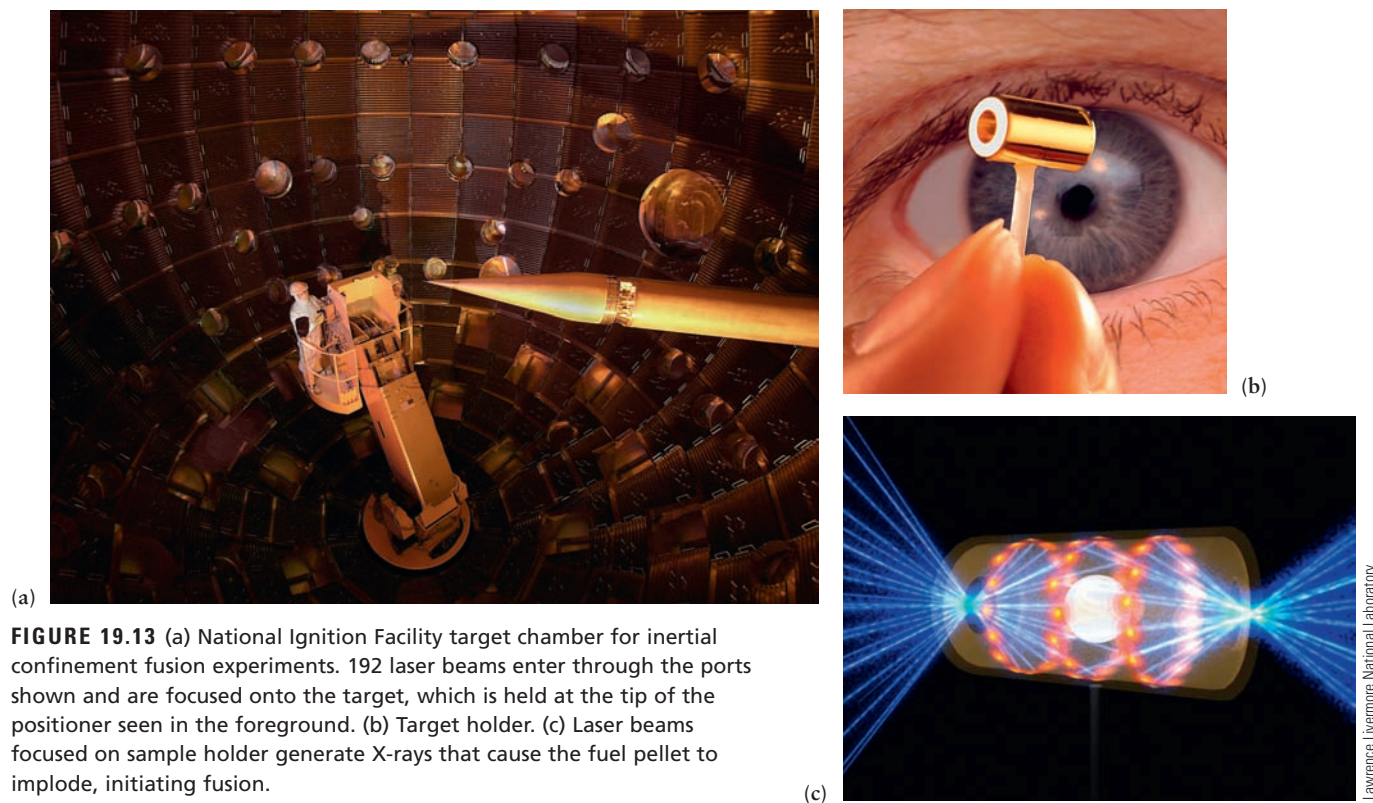 (a)
(b)
(c)
FIGURE 19.13 (a) National Ignition Facility target chamber for inertial
confinement fusion experiments. 192 laser beams enter through the ports
shown and are focused onto the target, which is held at the tip of the
positioner seen in the foreground. (b) Target holder. (c) Laser beams
focused on sample holder generate X-rays that cause the fuel pellet to
implode, initiating fusion.
Lawrence Livermore National Laboratory